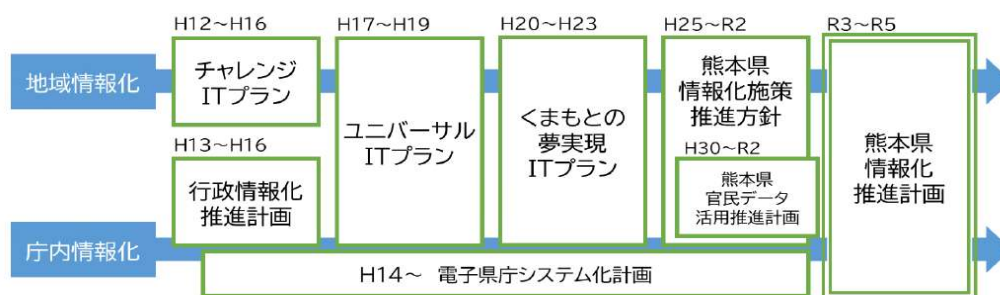 H12～H16
H17～H19
H20～H23
H25～R2
R3～R5
地域情報化
チャレンジ
ITプラン
ユニバーサル
ITプラン
くまもとの
夢実現
ITプラン
熊本県
情報化施策
推進方針
熊本県
情報化
推進計画
H13～H16
行政情報化
推進計画
H30～R2
熊本県
官民データ
活用推進計画
庁内情報化
H14～ 電子県庁システム化計画